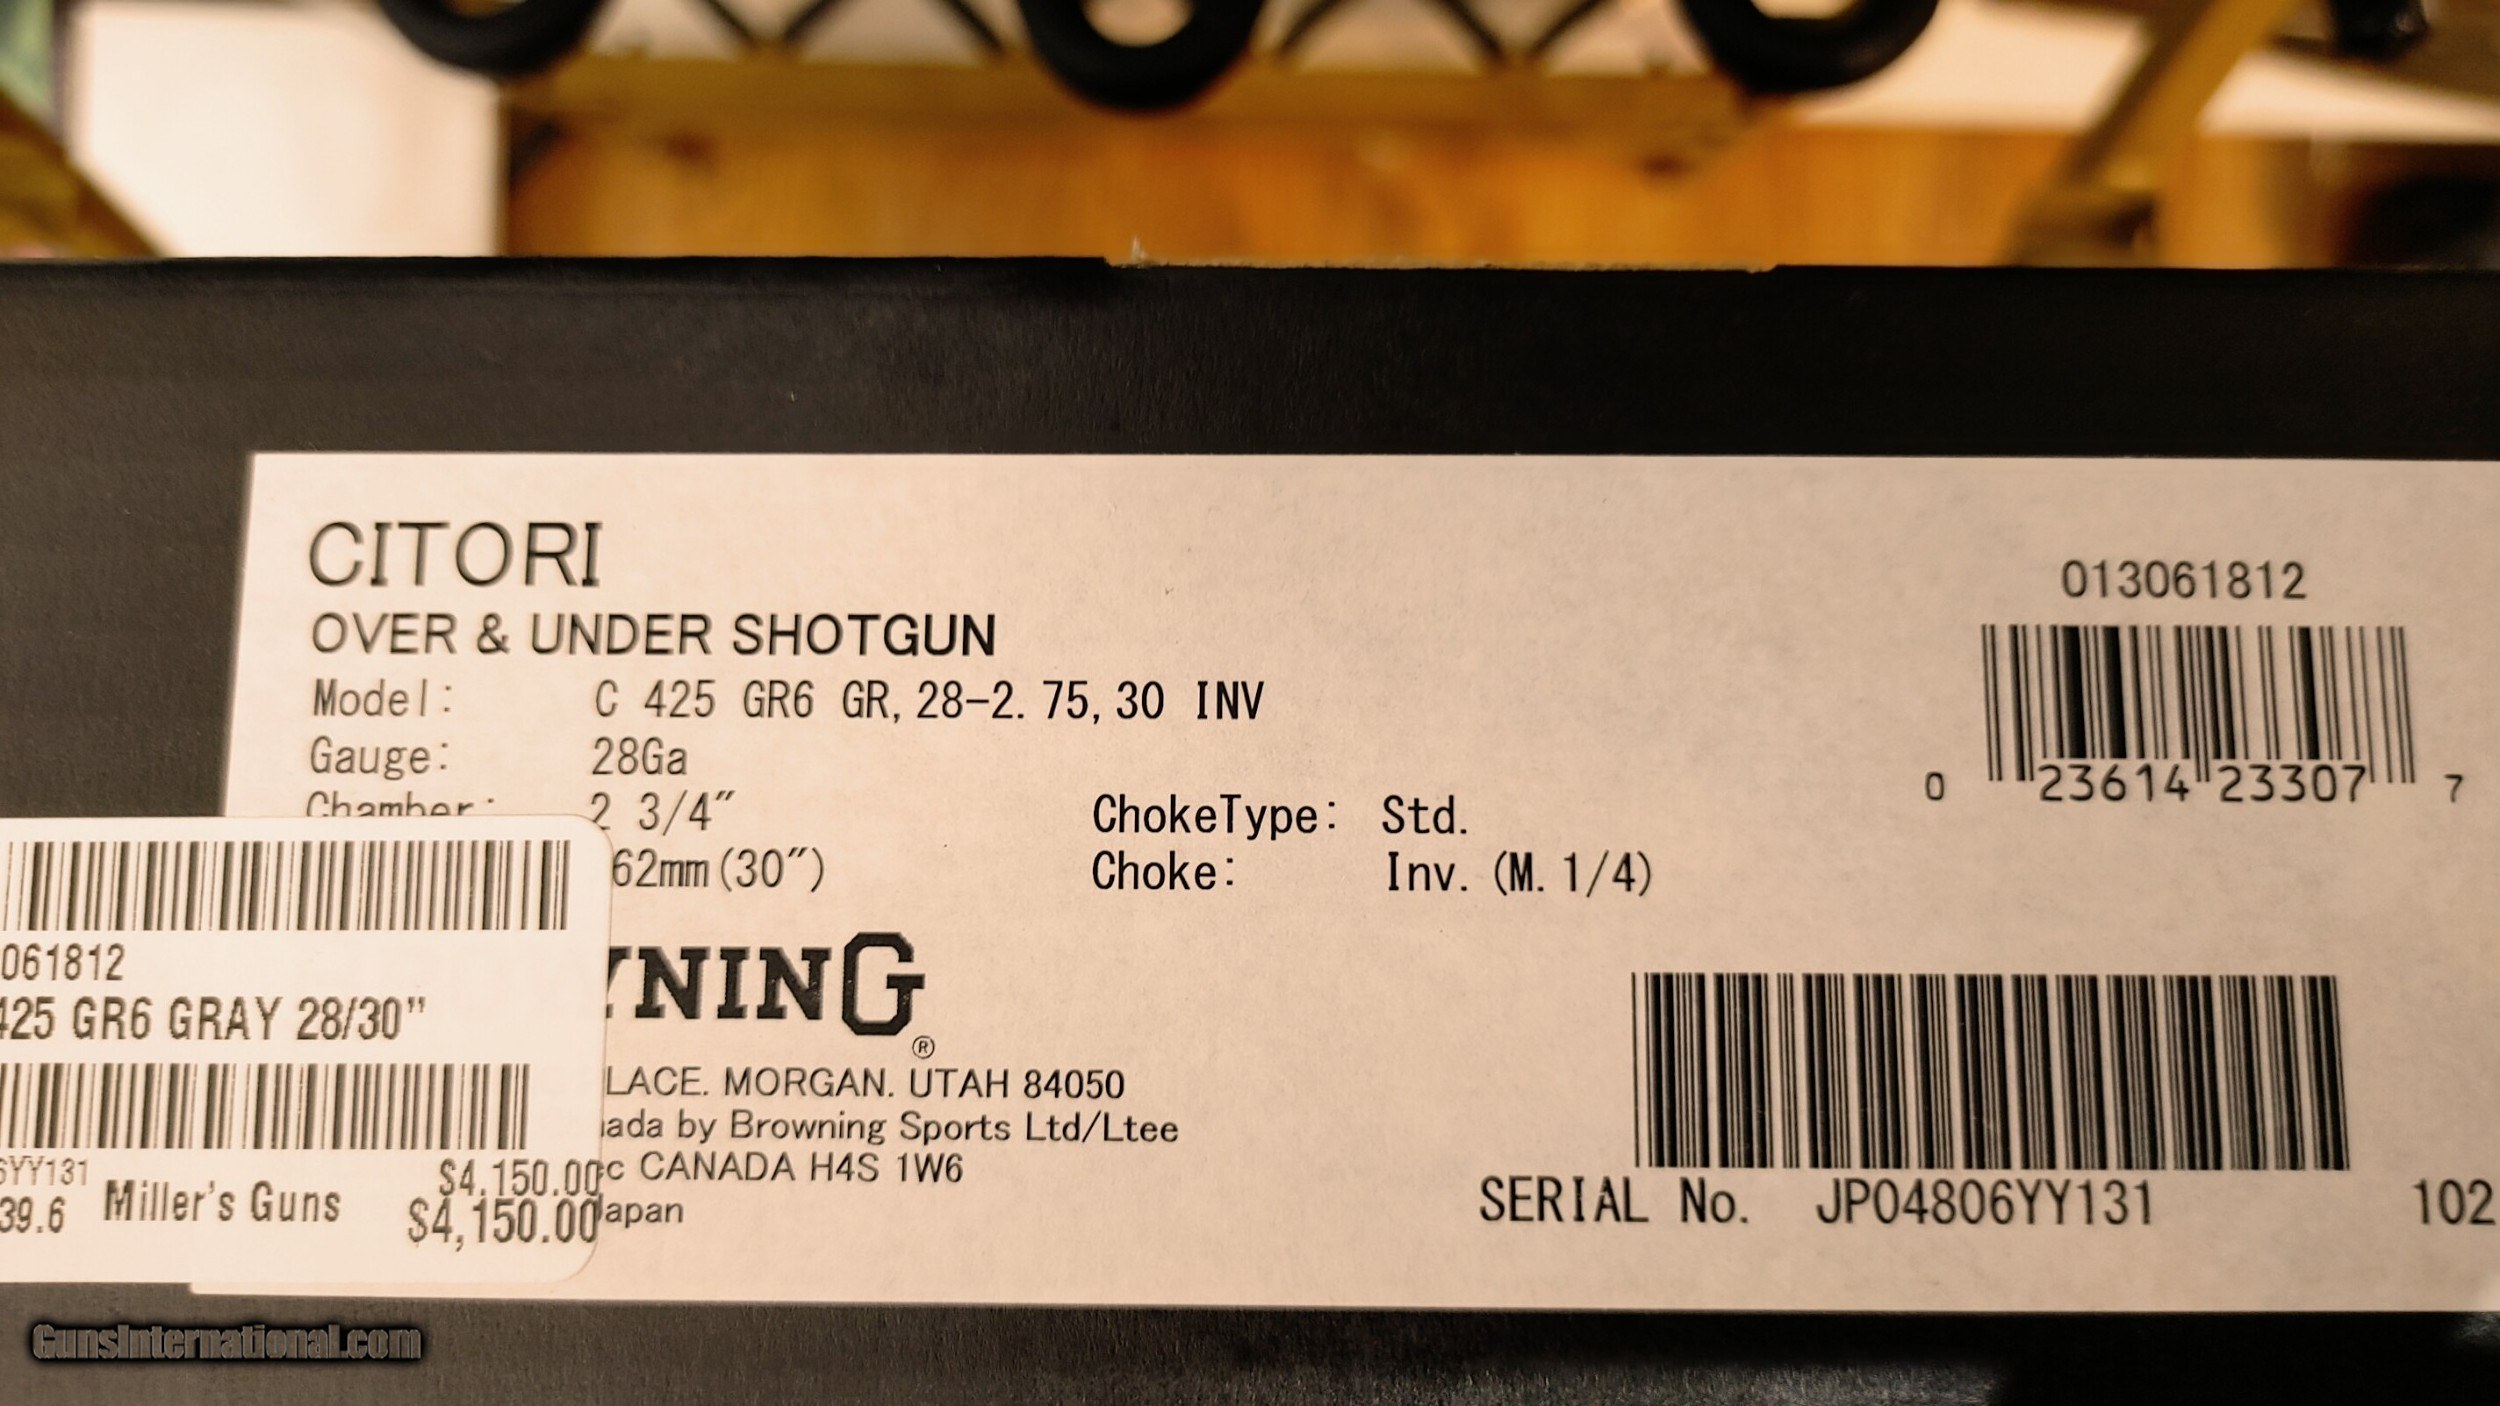 CITORI
OVER & UNDER SHOTGUN
Model: C 425 GR6 GR, 28-2. 75, 30 INV
Gauge: 28Ga
Chamber: 2 3/4"
62mm (30")
ChokeType: Std.
Choke: Inv. (M. 1/4)
013061812
0 23614 23307 7
YNING
®
LACE. MORGAN. UTAH 84050
ada by Browning Sports Ltd/Ltee
c CANADA H4S 1W6
apan
SERIAL No. JP04806YY131
102
061812
425 GR6 GRAY 28/30"
6YY131
$4,150.00
39.6
Miller's Guns
$4,150.00
GunsInternational.com